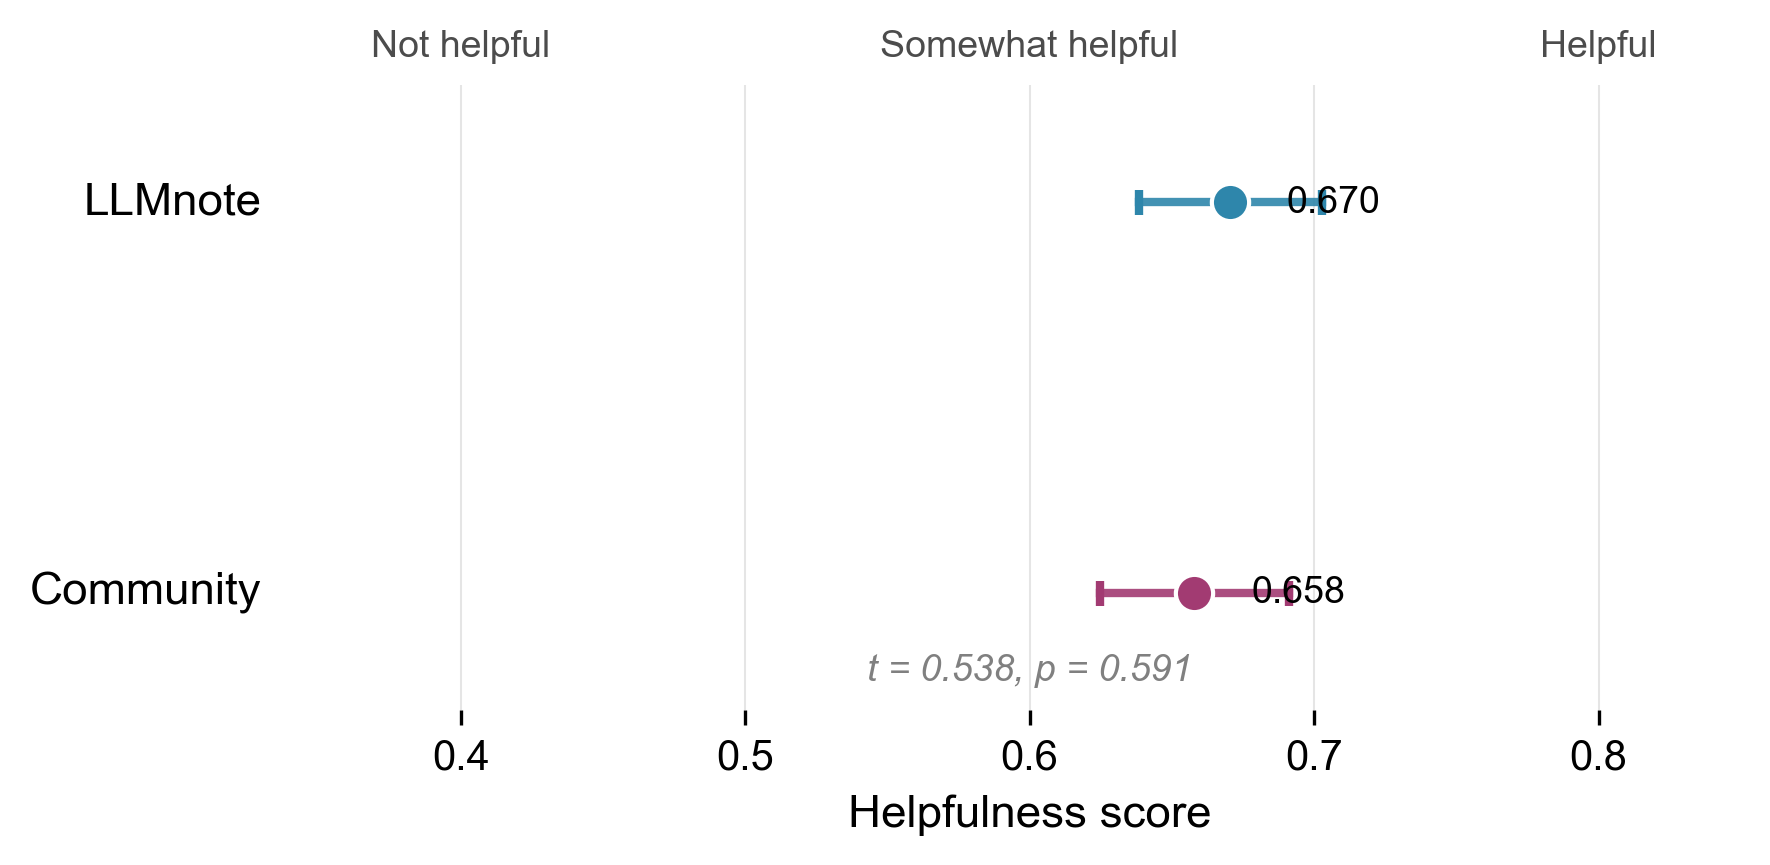 Not helpful Somewhat helpful Helpful
LLMnote 0.670
Community 0.658
t = 0.538, p = 0.591
0.4 0.5 0.6 0.7 0.8
Helpfulness score